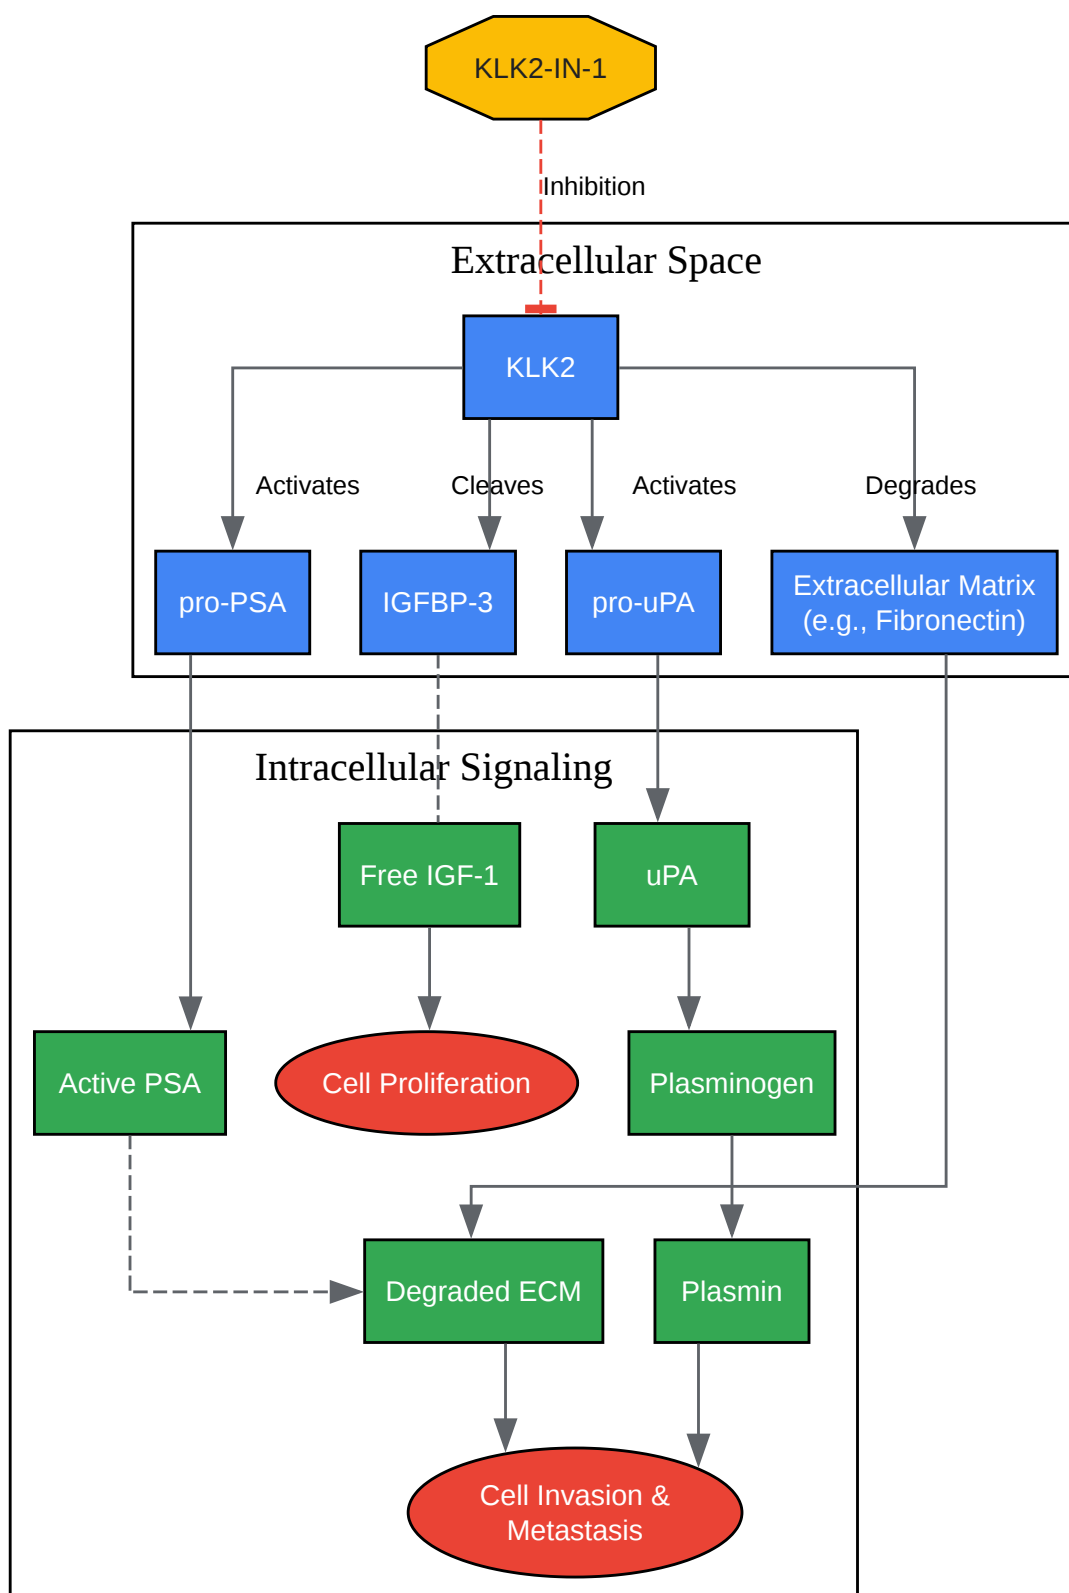 KLK2-IN-1
Inhibition
Extracellular Space
KLK2
Activates
Cleaves
Activates
Degrades
pro-PSA
IGFBP-3
pro-uPA
Extracellular Matrix
(e.g., Fibronectin)
Intracellular Signaling
Free IGF-1
uPA
Active PSA
Cell Proliferation
Plasminogen
Degraded ECM
Plasmin
Cell Invasion &
Metastasis